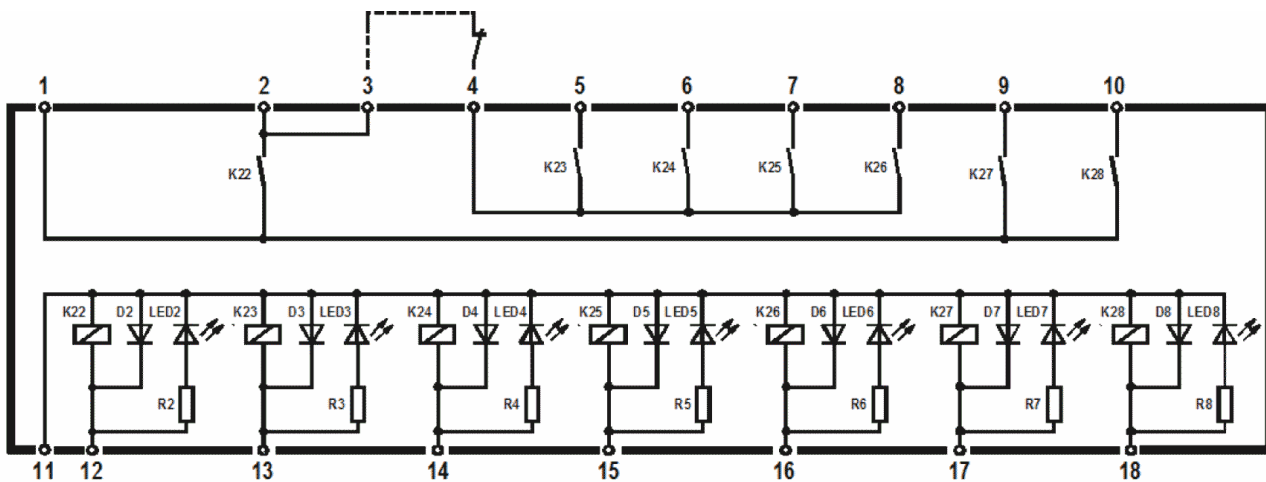 1 2 3 4 5 6 7 8 9 10
K22 K23 K24 K25 K26 K27 K28
K22 D2 LED2 K23 D3 LED3 K24 D4 LED4 K25 D5 LED5 K26 D6 LED6 K27 D7 LED7 K28 D8 LED8
R2 R3 R4 R5 R6 R7 R8
11 12 13 14 15 16 17 18